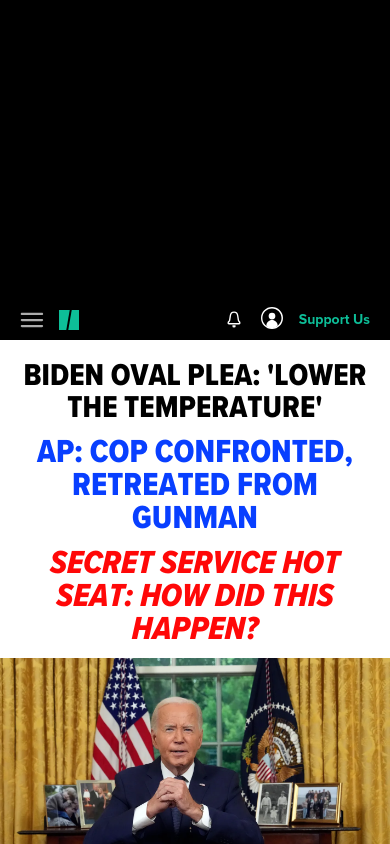 Support Us
BIDEN OVAL PLEA: 'LOWER
THE TEMPERATURE'
AP: COP CONFRONTED,
RETREATED FROM
GUNMAN
SECRET SERVICE HOT
SEAT: HOW DID THIS
HAPPEN?